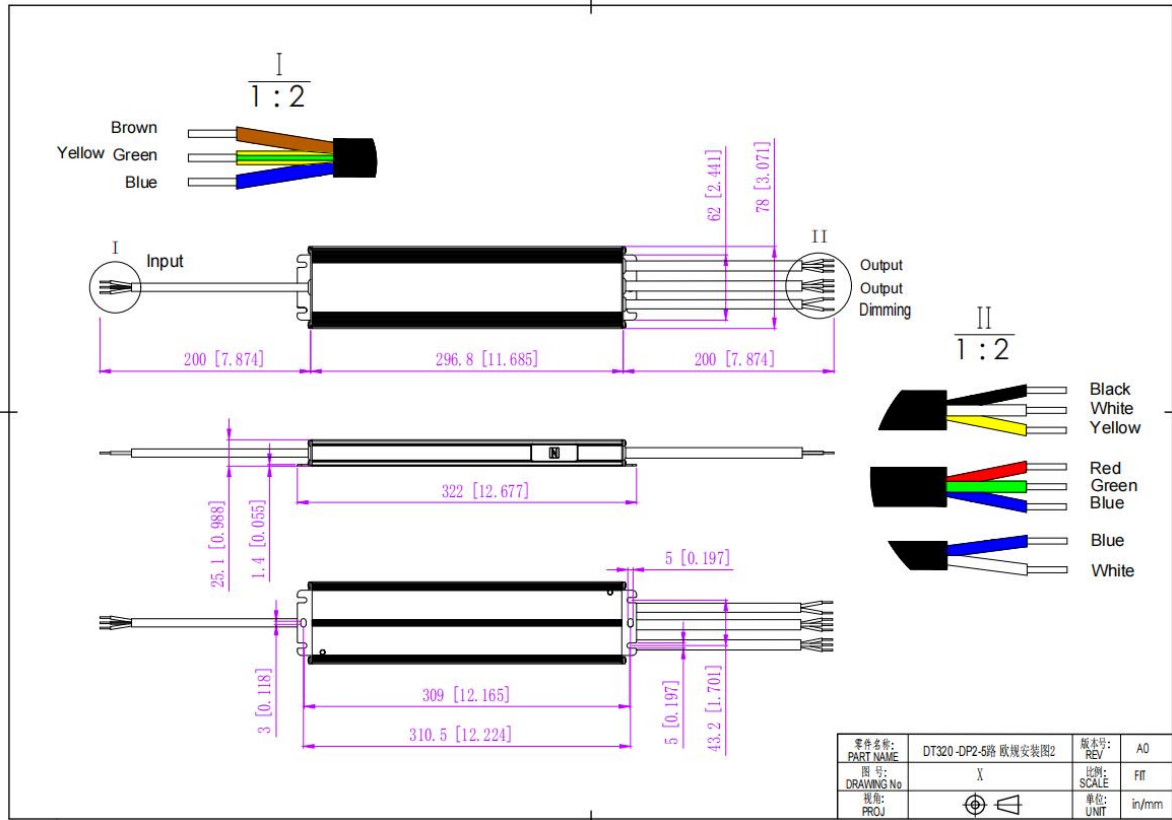 I
1 : 2
Brown
Yellow Green
Blue
I
Input
62 [2.441]
78 [3.071]
II
Output
Output
Dimming
200 [7.874]
296.8 [11.685]
200 [7.874]
II
1 : 2
Black
White
Yellow
Red
Green
Blue
Blue
White
322 [12.677]
25.1 [0.988]
1.4 [0.055]
5 [0.197]
3 [0.118]
309 [12.165]
310.5 [12.224]
5 [0.197]
43.2 [1.701]
零件名称: DT320 -DP2-5路 欧规安装图2 版本号: A0
PART NAME REV
图 号: X 比例: FIT
DRAWING No SCALE
视角: 单位: in/mm
PROJ UNIT